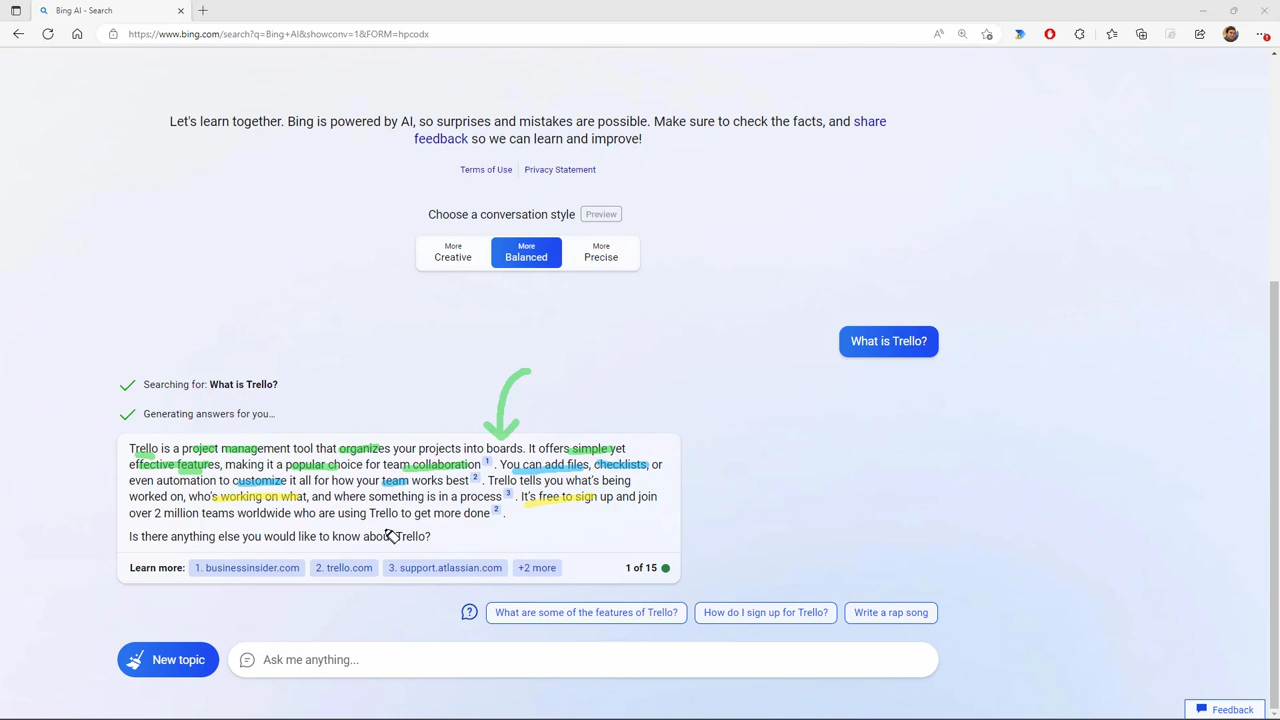 Bing AI - Search
https://www.bing.com/search?q=Bing+AI&showconv=1&FORM=hpcodx
Let's learn together. Bing is powered by AI, so surprises and mistakes are possible. Make sure to check the facts, and share
feedback so we can learn and improve!
Terms of Use Privacy Statement
Choose a conversation style Preview
More Creative
More Balanced
More Precise
What is Trello?
Searching for: What is Trello?
Generating answers for you...
Trello is a project management tool that organizes your projects into boards. It offers simple yet
effective features, making it a popular choice for team collaboration 1 . You can add files, checklists, or
even automation to customize it all for how your team works best 2 . Trello tells you what's being
worked on, who's working on what, and where something is in a process 3 . It's free to sign up and join
over 2 million teams worldwide who are using Trello to get more done 2 .
Is there anything else you would like to know about Trello?
Learn more: 1. businessinsider.com 2. trello.com 3. support.atlassian.com +2 more 1 of 15
What are some of the features of Trello? How do I sign up for Trello? Write a rap song
New topic Ask me anything...
Feedback